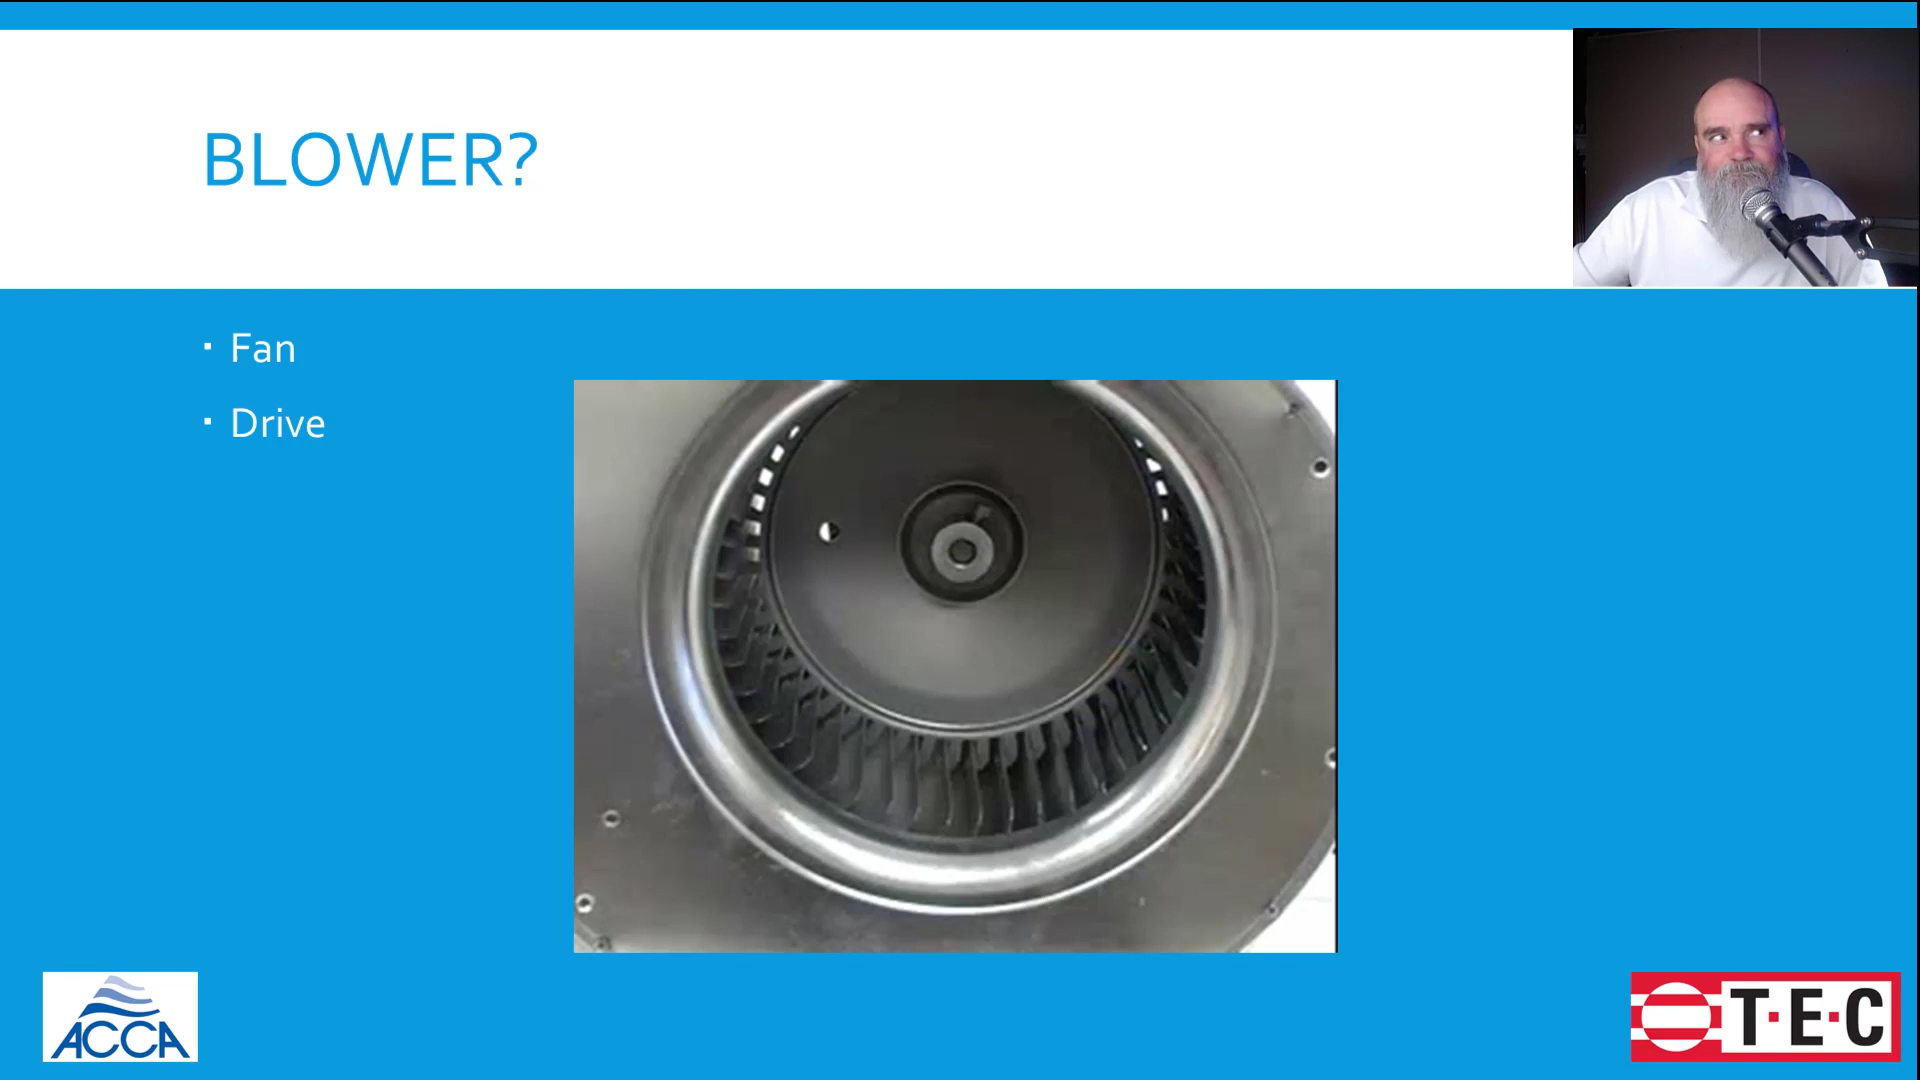 BLOWER?
▪ Fan
▪ Drive
ACCA
T·E·C